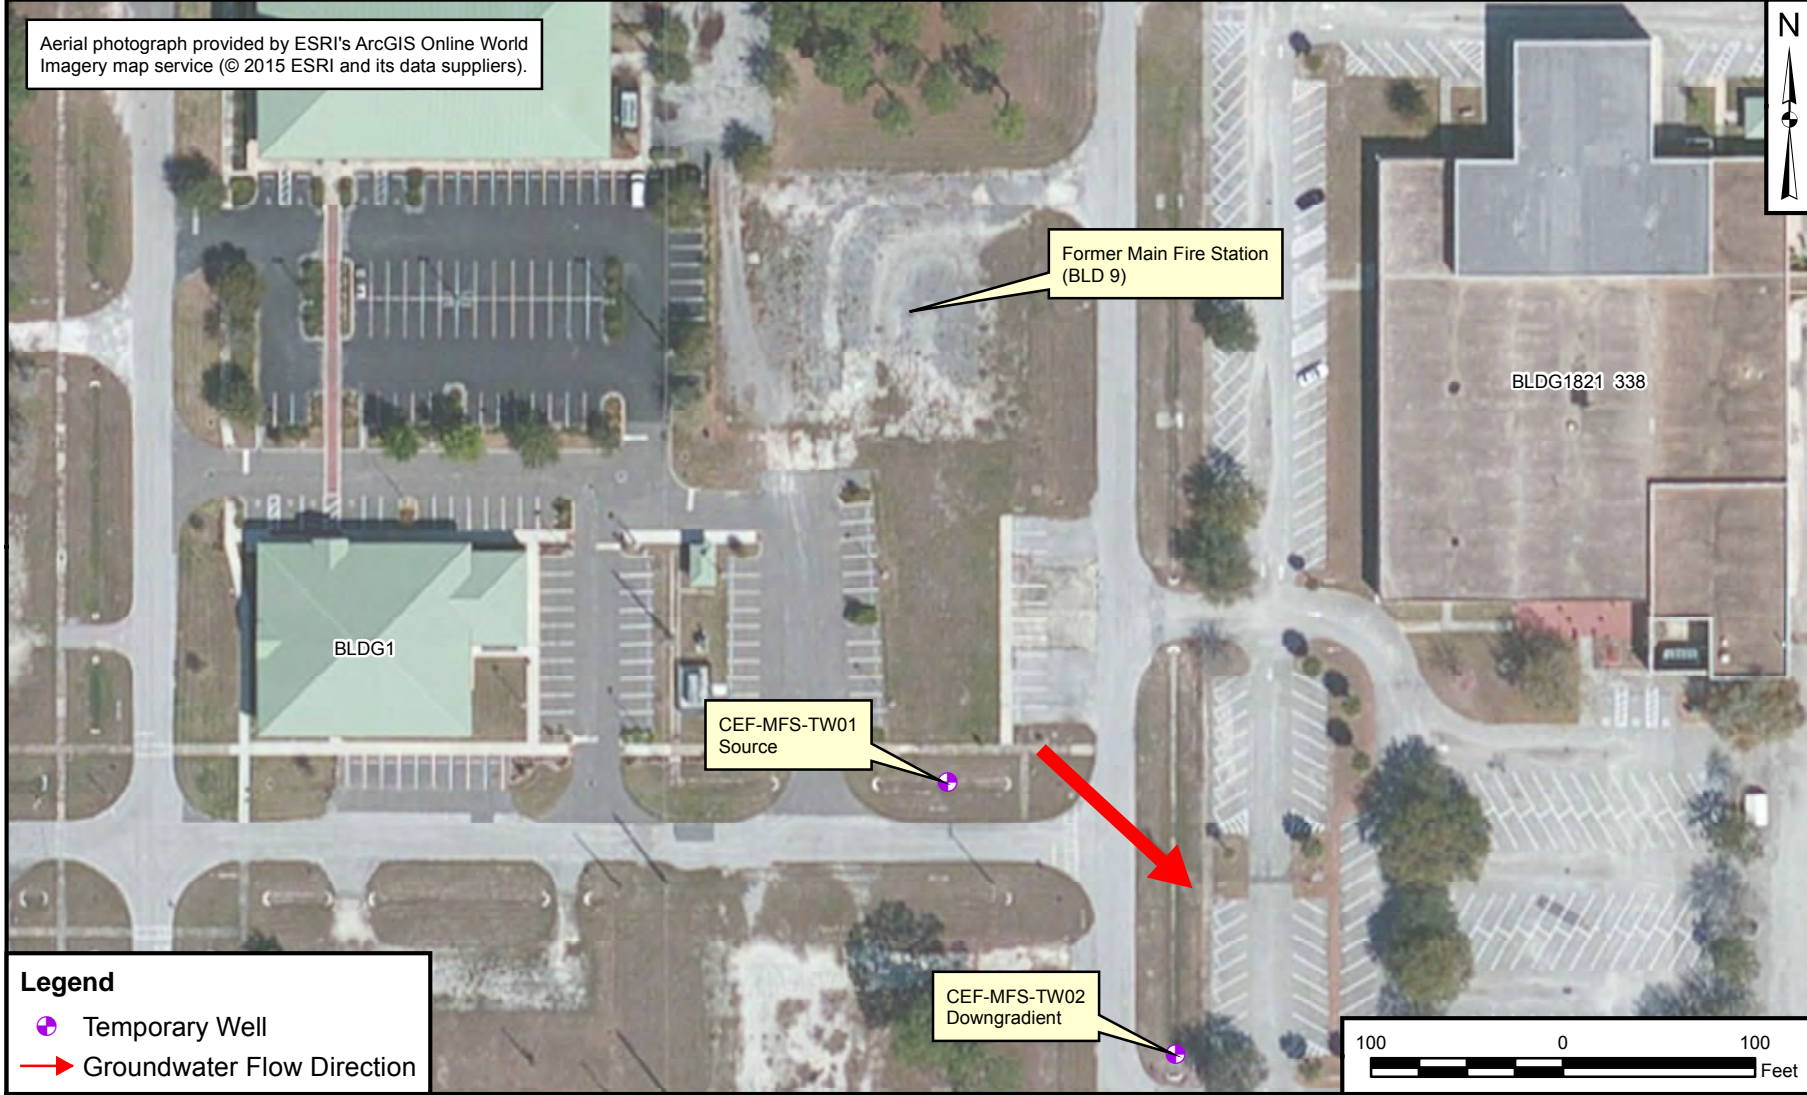 Aerial photograph provided by ESRI's ArcGIS Online World
Imagery map service (© 2015 ESRI and its data suppliers).
N
Former Main Fire Station
(BLD 9)
BLDG1821 338
BLDG1
CEF-MFS-TW01
Source
CEF-MFS-TW02
Downgradient
Legend
Temporary Well
Groundwater Flow Direction
100 0 100
Feet